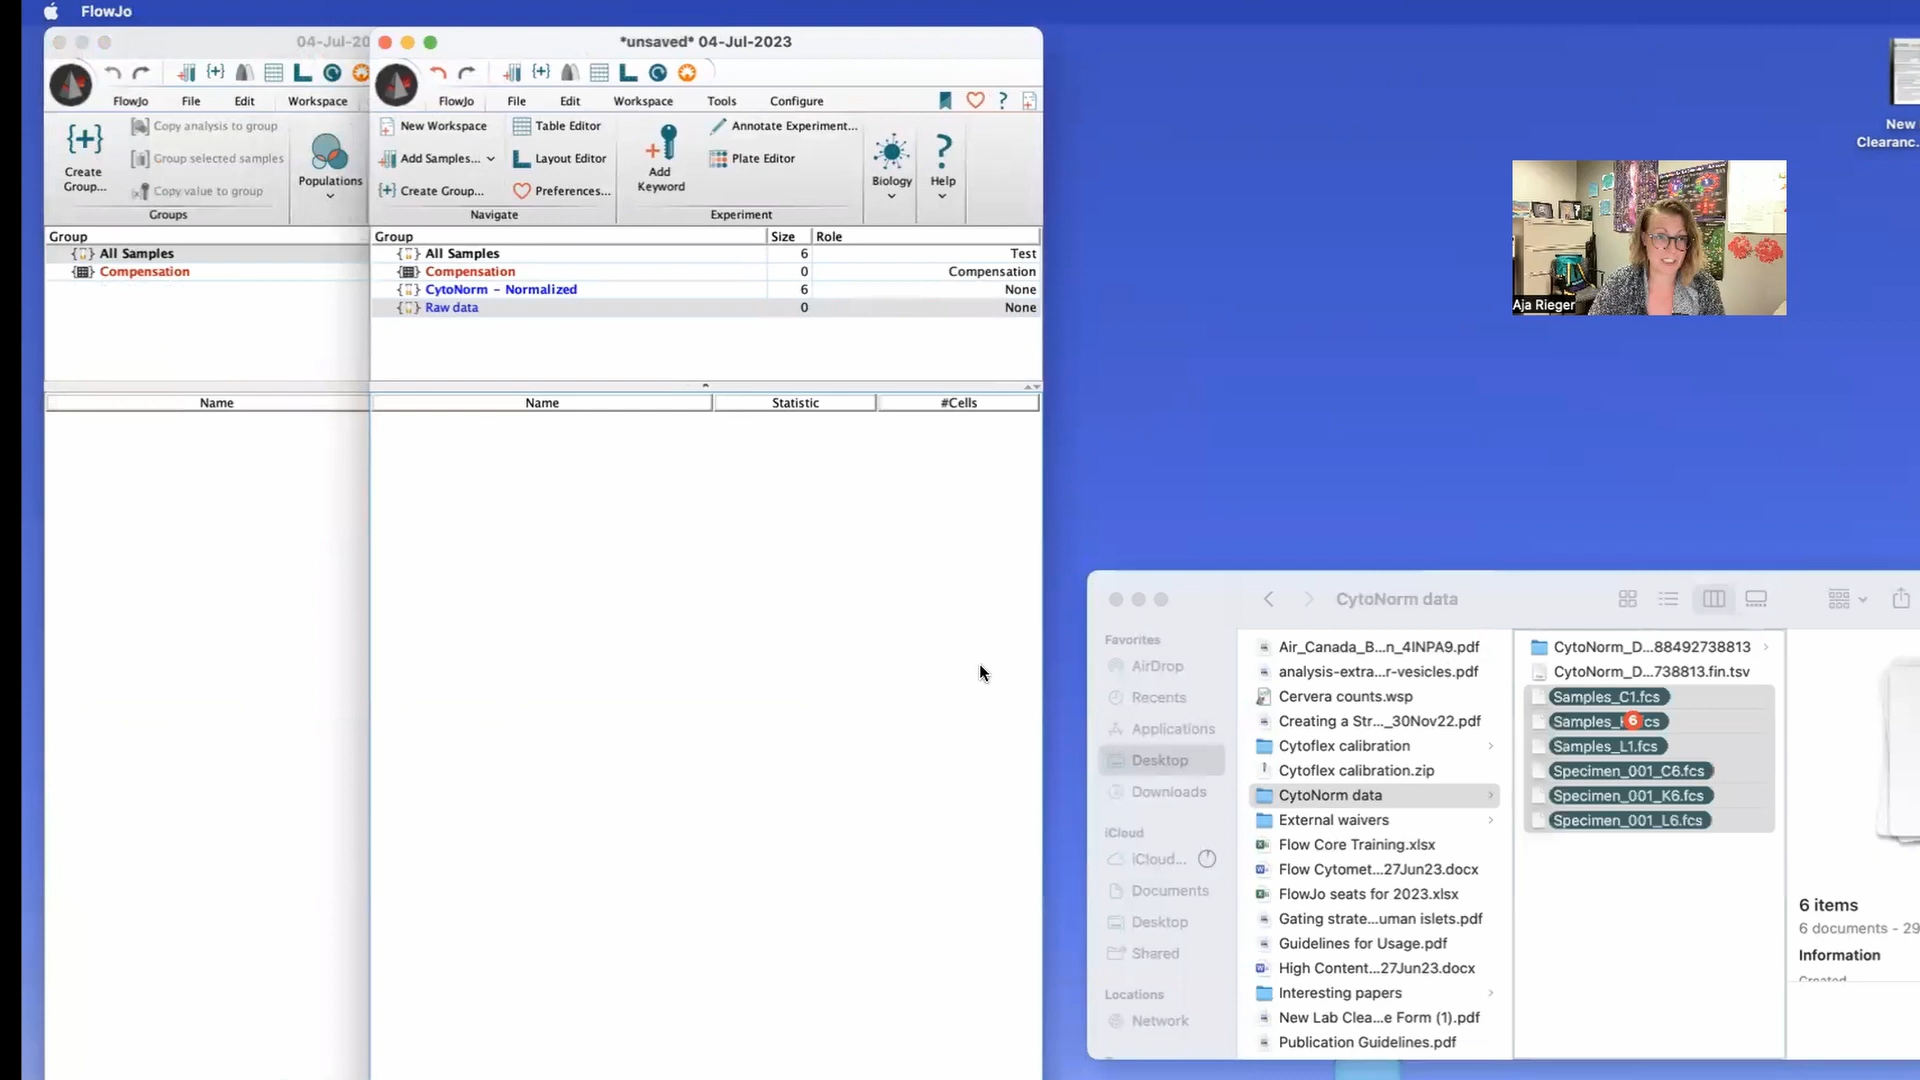 FlowJo
04-Jul-20
*unsaved* 04-Jul-2023
FlowJo File Edit Workspace
FlowJo File Edit Workspace Tools Configure
{+}
Create
Group...
Copy analysis to group
Group selected samples
Copy value to group
Groups
Populations
New Workspace
Add Samples...
Create Group...
Table Editor
Layout Editor
Preferences...
Navigate
Add
Keyword
Annotate Experiment...
Plate Editor
Experiment
Biology
Help
Group
All Samples
Compensation
Name
Group Size Role
All Samples 6 Test
Compensation 0 Compensation
CytoNorm - Normalized 6 None
Raw data 0 None
Name Statistic #Cells
New
Clearanc.
Aja Rieger
CytoNorm data
Favorites
AirDrop
Recents
Applications
Desktop
Downloads
iCloud
iCloud...
Documents
Desktop
Shared
Locations
Network
Air_Canada_B...n_4INPA9.pdf
analysis-extra...r-vesicles.pdf
Cervera counts.wsp
Creating a Str..._30Nov22.pdf
Cytoflex calibration
Cytoflex calibration.zip
CytoNorm data
External waivers
Flow Core Training.xlsx
Flow Cytomet...27Jun23.docx
FlowJo seats for 2023.xlsx
Gating strate...uman islets.pdf
Guidelines for Usage.pdf
High Content...27Jun23.docx
Interesting papers
New Lab Clea...e Form (1).pdf
Publication Guidelines.pdf
CytoNorm_D...88492738813
CytoNorm_D...738813.fin.tsv
Samples_C1.fcs
6
Samples_L1.fcs
Specimen_001_C6.fcs
Specimen_001_K6.fcs
Specimen_001_L6.fcs
6 items
6 documents - 29
Information